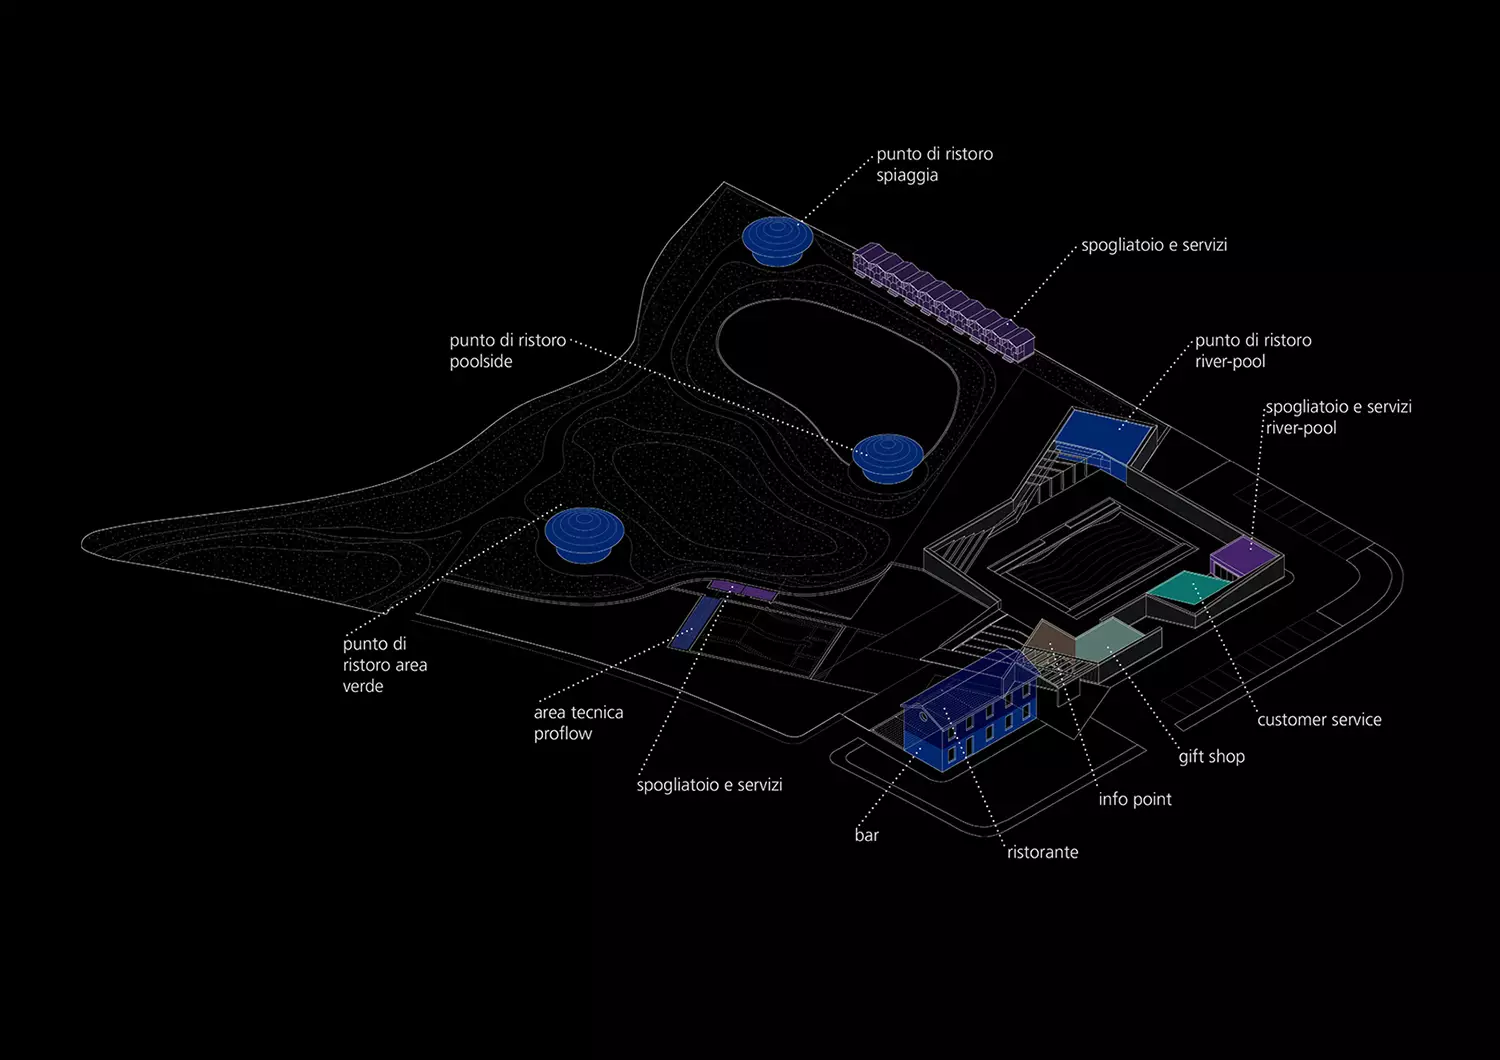 punto di ristoro
spiaggia
spogliatoio e servizi
punto di ristoro
poolside
punto di ristoro
river-pool
spogliatoio e servizi
river-pool
punto di
ristoro area
verde
area tecnica
proflow
spogliatoio e servizi
customer service
gift shop
info point
bar
ristorante